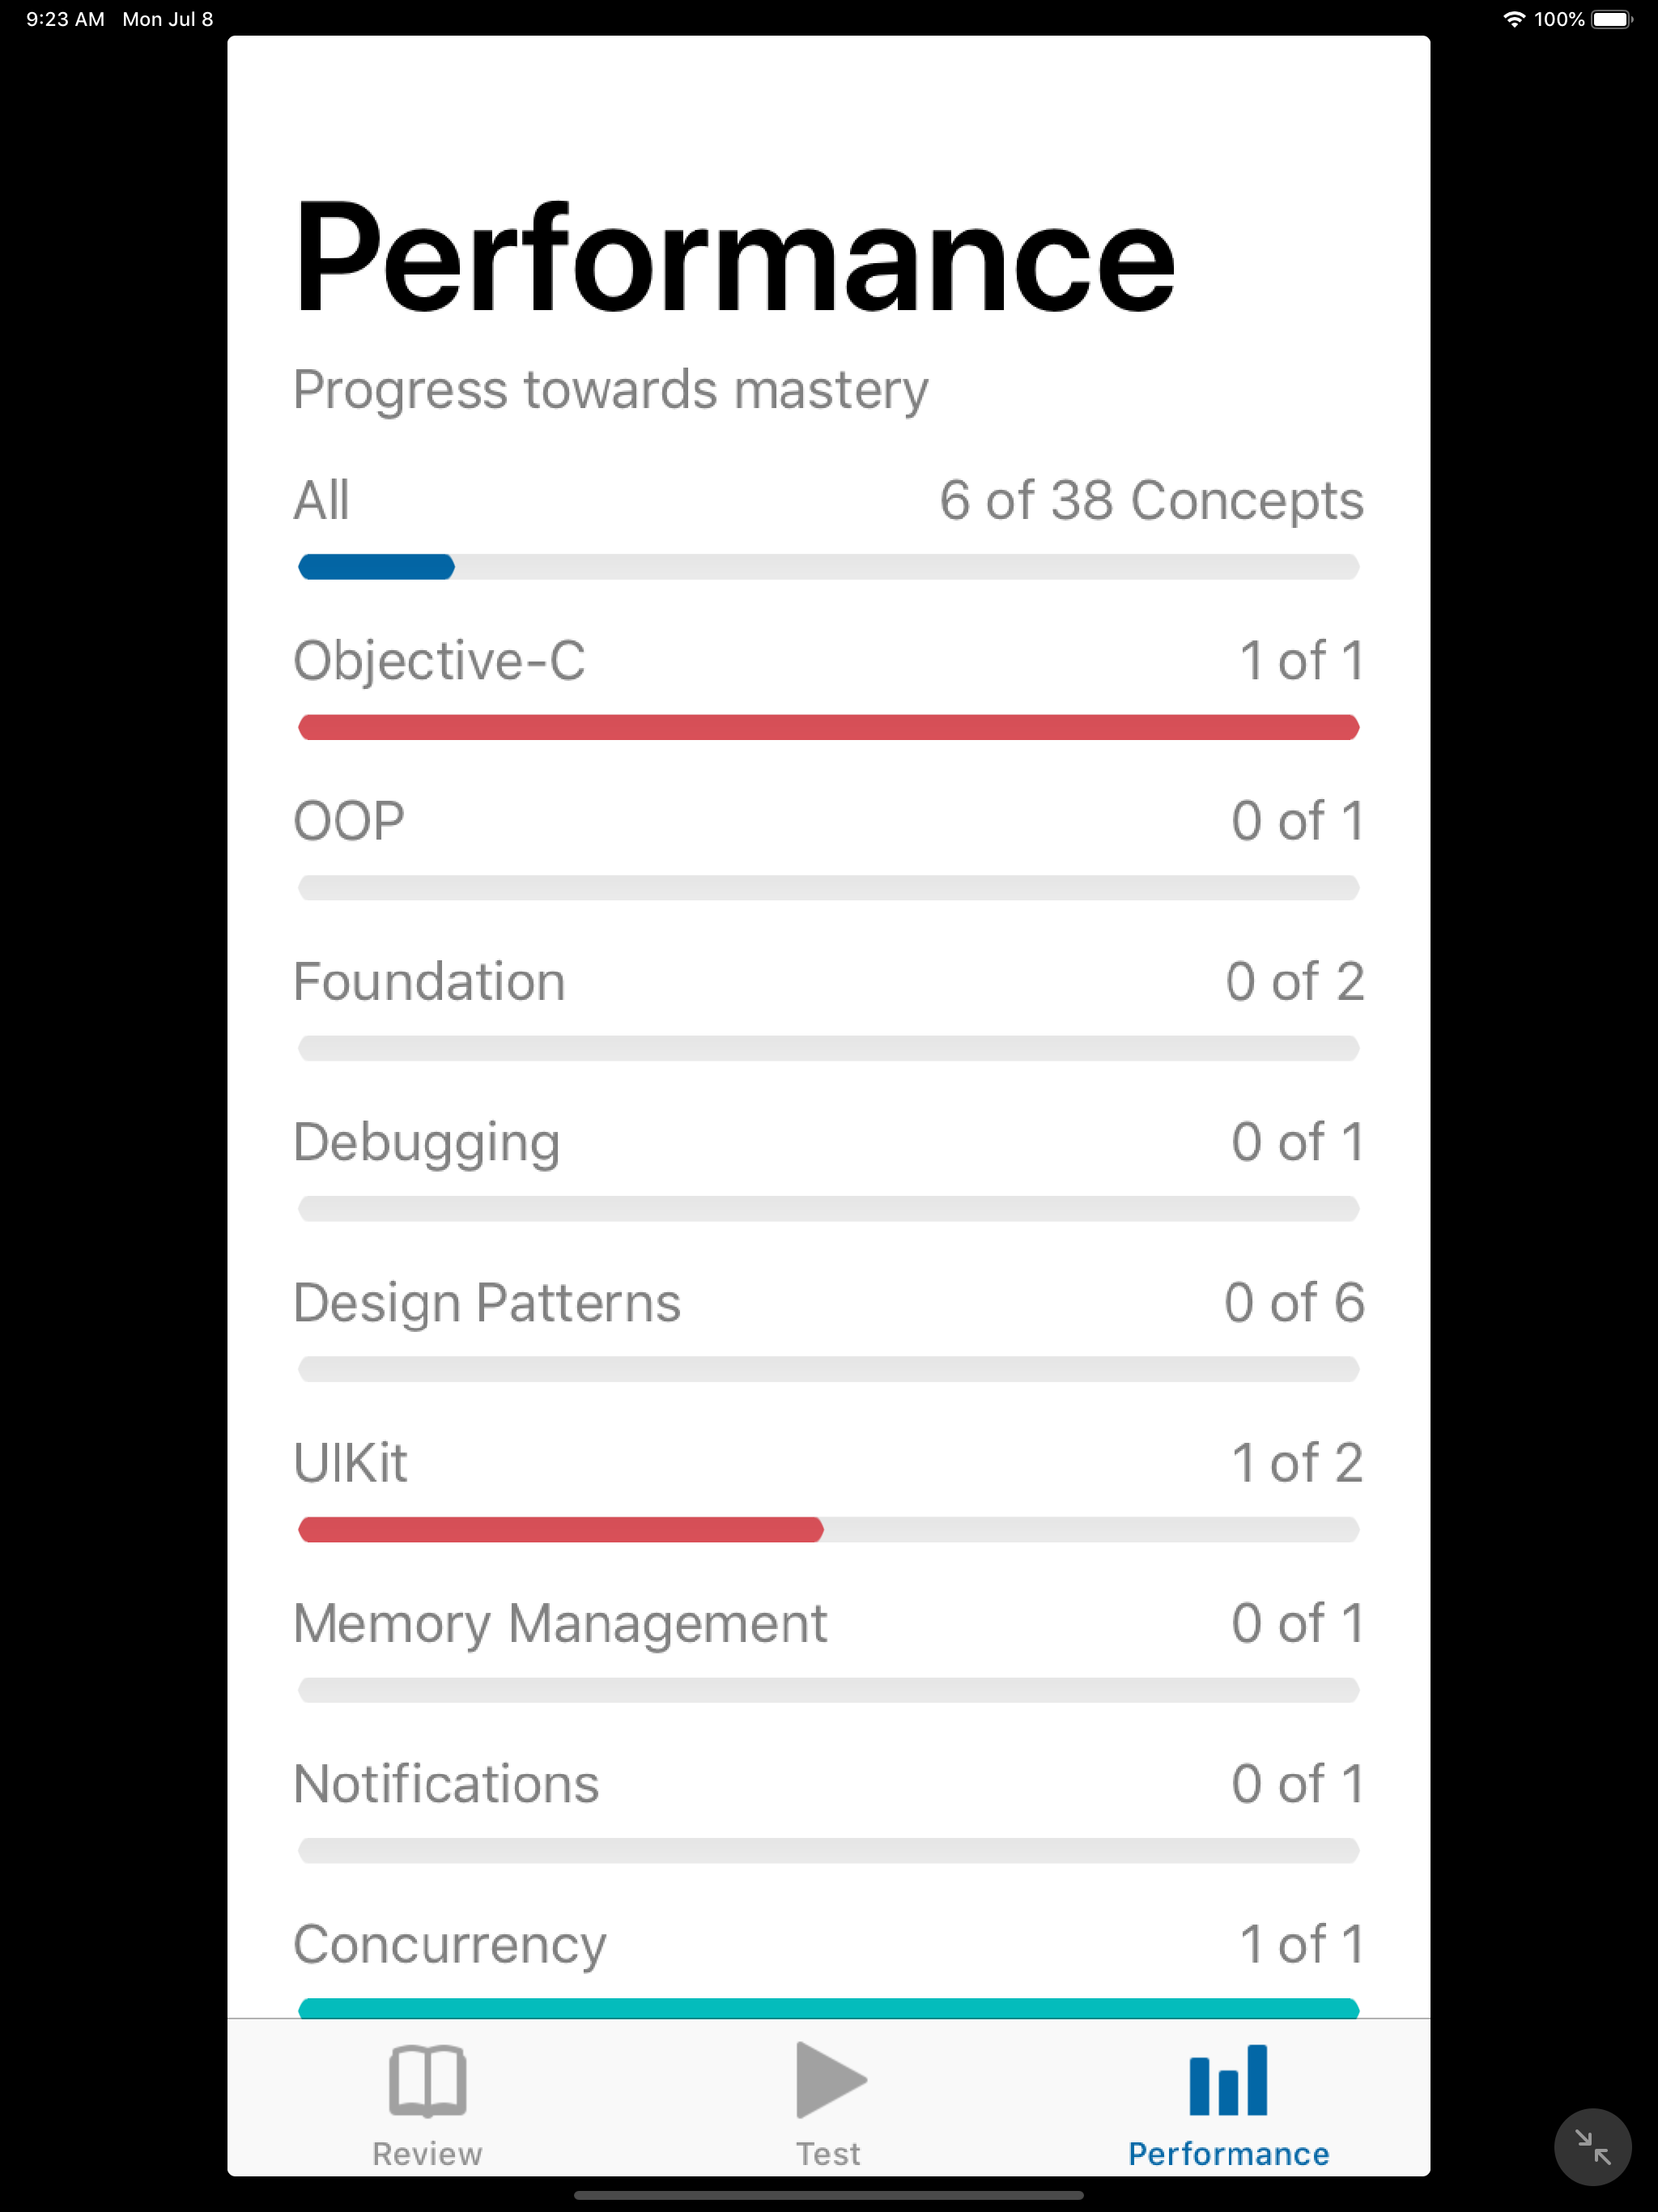 9:23 AM Mon Jul 8 100%
Performance
Progress towards mastery
All 6 of 38 Concepts
Objective-C 1 of 1
OOP 0 of 1
Foundation 0 of 2
Debugging 0 of 1
Design Patterns 0 of 6
UIKit 1 of 2
Memory Management 0 of 1
Notifications 0 of 1
Concurrency 1 of 1
Review Test Performance